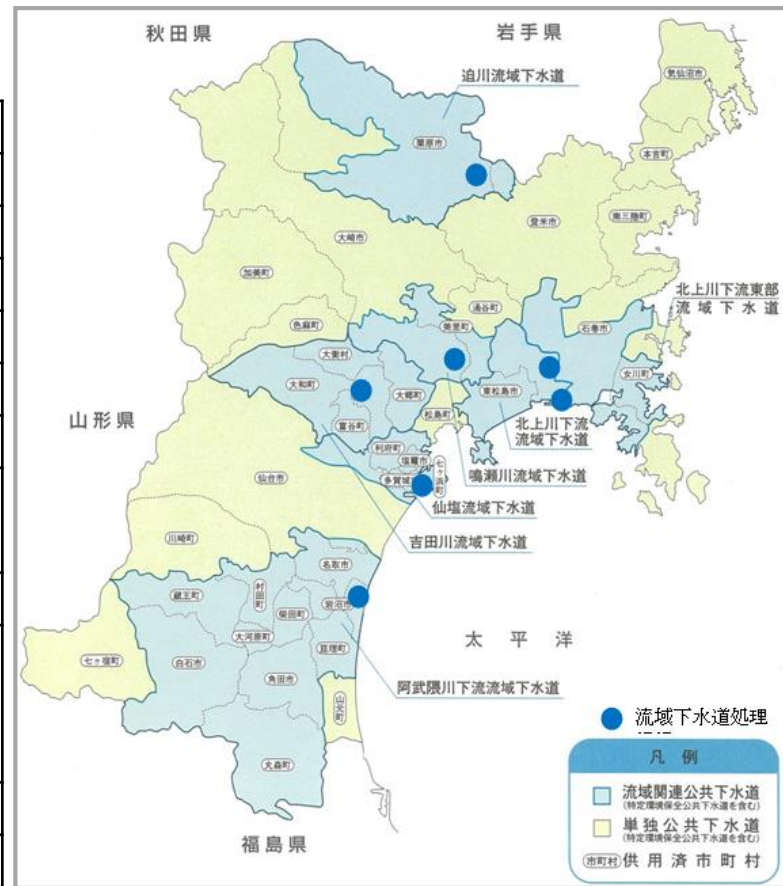 秋田県
岩手県
迫川流域下水道
気仙沼市
栗原市
本吉町
南三陸町
登米市
大崎市
加美町
北上川下流東部
流域下水道
涌谷町
色麻町
美里町
石巻市
大衡村
女川町
大和町
大郷町
東松島市
山形県
富谷町
松島町
北上川下流
流域下水道
利府町
塩竈市
七ヶ浜町
鳴瀬川流域下水道
多賀城
仙台市
仙塩流域下水道
川崎町
吉田川流域下水道
名取市
蔵王町
村田町
柴田町
岩沼市
大河原町
太平洋
七ヶ宿町
白石市
亘理町
角田市
阿武隈川下流流域下水道
山元町
流域下水道処理
丸森町
凡例
流域関連公共下水道
(特定環境保全公共下水道を含む)
単独公共下水道
(特定環境保全公共下水道を含む)
市町村 供用済市町村
福島県